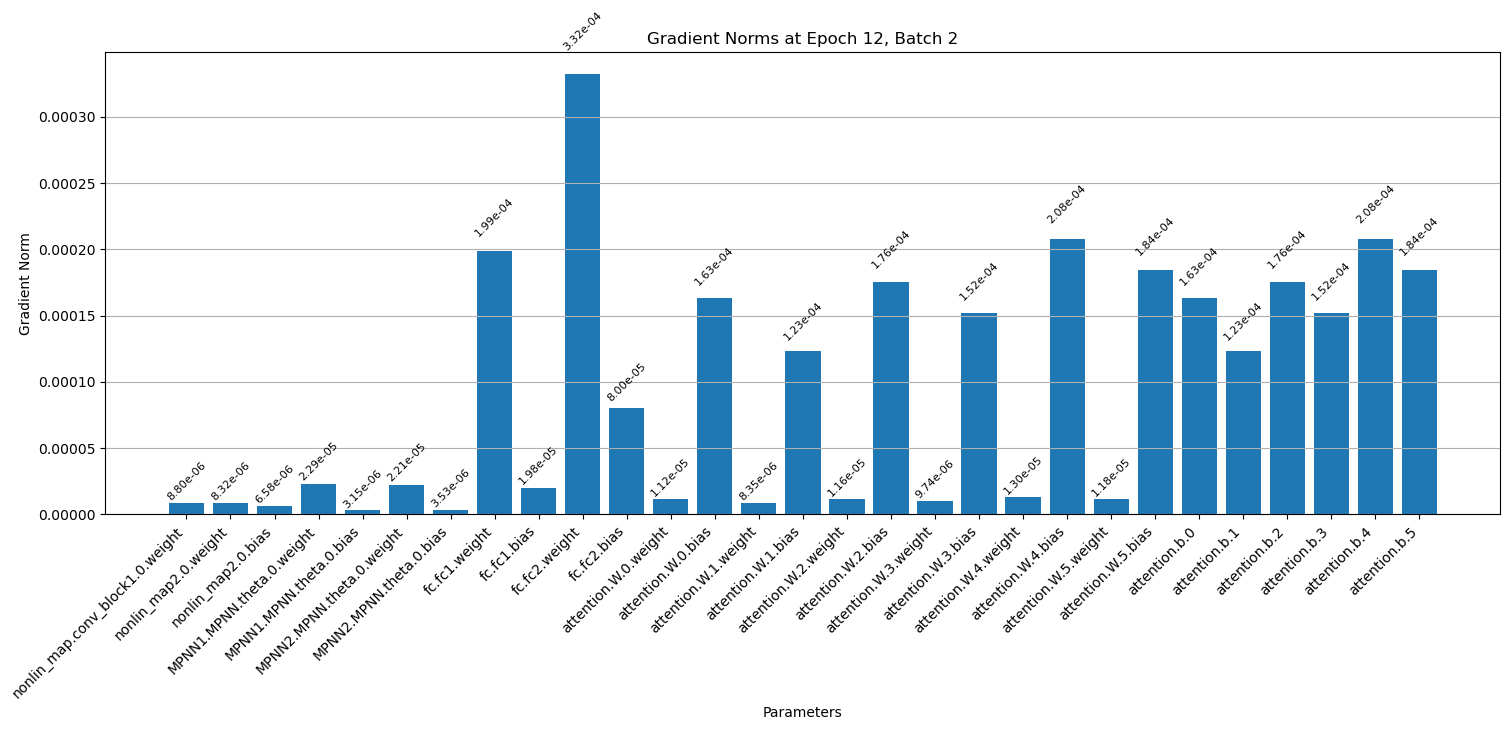 Gradient Norms at Epoch 12, Batch 2
Gradient Norm
0.00030
0.00025
0.00020
0.00015
0.00010
0.00005
0.00000
8.80e-06
8.32e-06
6.58e-06
2.29e-05
3.15e-06
2.21e-05
3.53e-06
1.99e-04
1.98e-05
3.32e-04
8.00e-05
1.12e-05
1.63e-04
8.35e-06
1.23e-04
1.16e-05
1.76e-04
9.74e-06
1.52e-04
1.30e-05
2.08e-04
1.18e-05
1.84e-04
1.63e-04
1.23e-04
1.76e-04
1.52e-04
2.08e-04
1.84e-04
nonlin_map.conv_block1.0.weight
nonlin_map2.0.weight
nonlin_map2.0.bias
MPNN1.MPNN.theta.0.weight
MPNN1.MPNN.theta.0.bias
MPNN2.MPNN.theta.0.weight
MPNN2.MPNN.theta.0.bias
fc.fc1.weight
fc.fc1.bias
fc.fc2.weight
fc.fc2.bias
attention.W.0.weight
attention.W.0.bias
attention.W.1.weight
attention.W.1.bias
attention.W.2.weight
attention.W.2.bias
attention.W.3.weight
attention.W.3.bias
attention.W.4.weight
attention.W.4.bias
attention.W.5.weight
attention.W.5.bias
attention.b.0
attention.b.1
attention.b.2
attention.b.3
attention.b.4
attention.b.5
Parameters